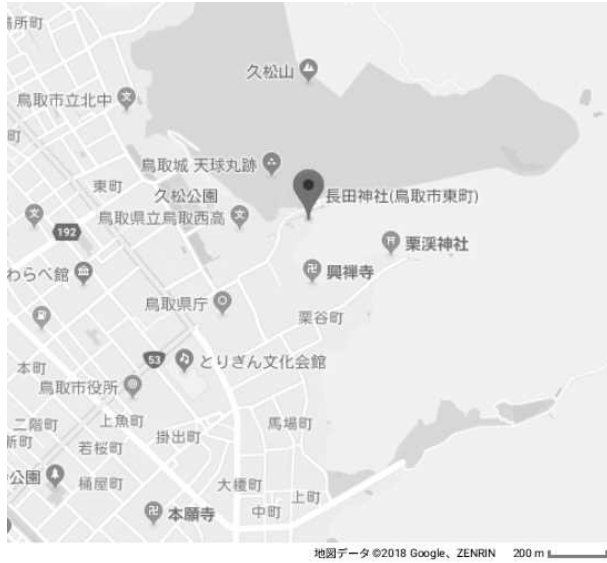 場所町
久松山
鳥取市立北中
町
鳥取城 天球丸跡
東町
久松公園
長田神社(鳥取市東町)
鳥取県立鳥取西高
192
栗渓神社
わらべ館
興禅寺
鳥取県庁
栗谷町
53
とりぎん文化会館
本町
鳥取市役所
二階町
上魚町
馬場町
新町
掛出町
若桜町
公園
桶屋町
大榎町
上町
本願寺
中町
地図データ ©2018 Google、ZENRIN 200 m